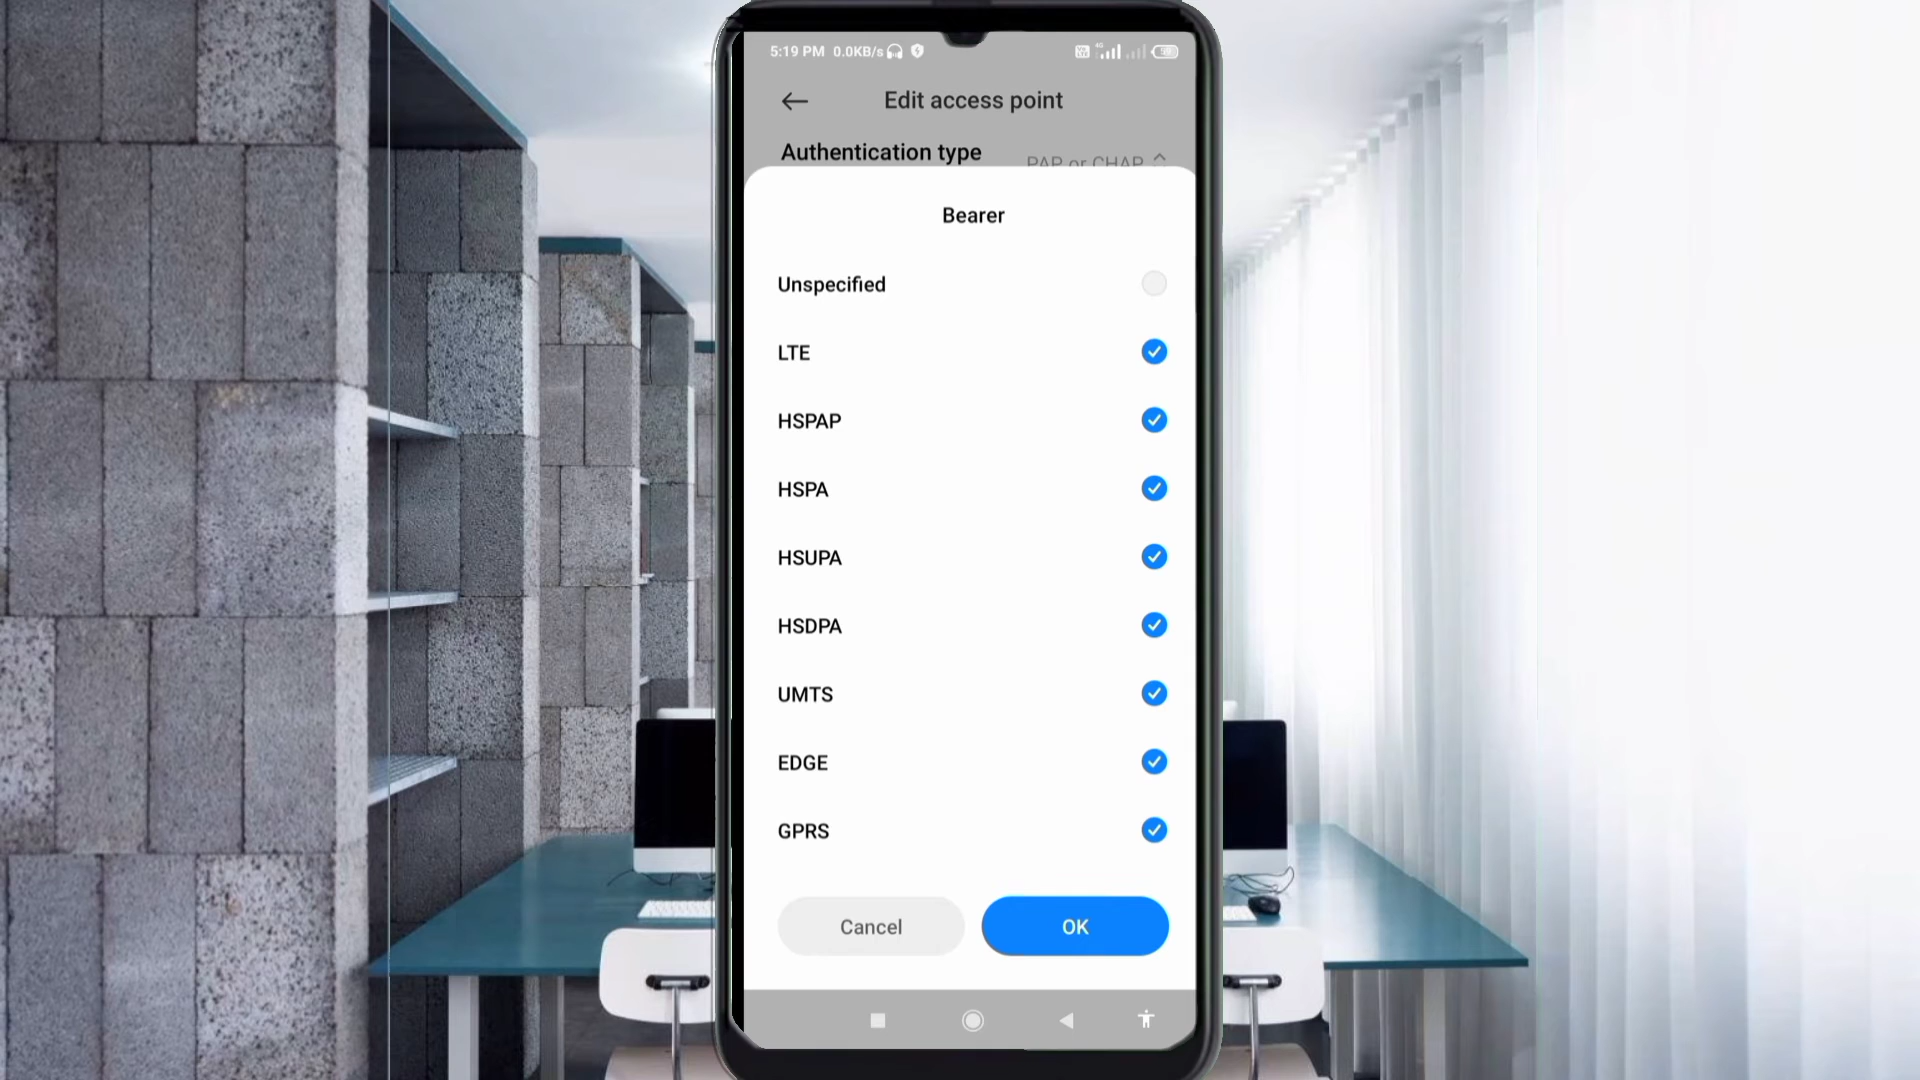 5:19 PM 0.0KB/s
4G
Edit access point
Authentication type
PAP or CHAP
Bearer
Unspecified
LTE
HSPAP
HSPA
HSUPA
HSDPA
UMTS
EDGE
GPRS
Cancel
OK